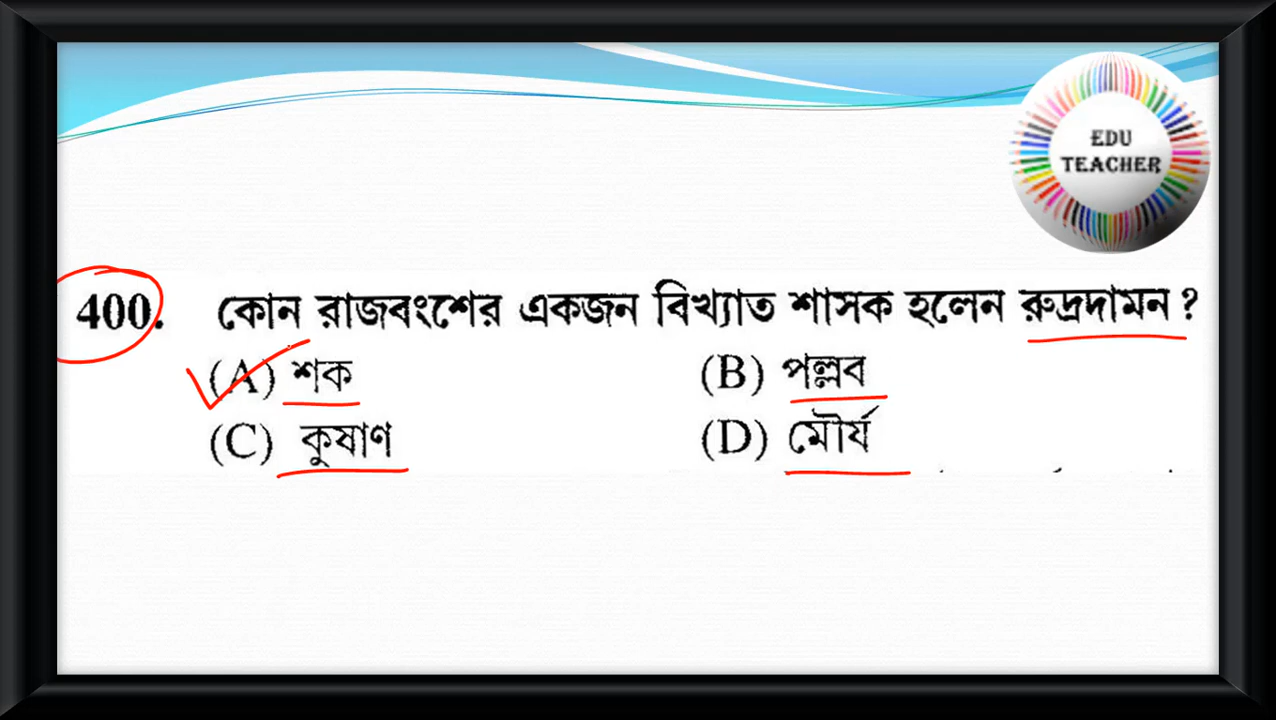 EDU
TEACHER
400. কোন রাজবংশের একজন বিখ্যাত শাসক হলেন রুদ্রদামন ?
(A) শক (B) পল্লব
(C) কুষাণ (D) মৌর্য